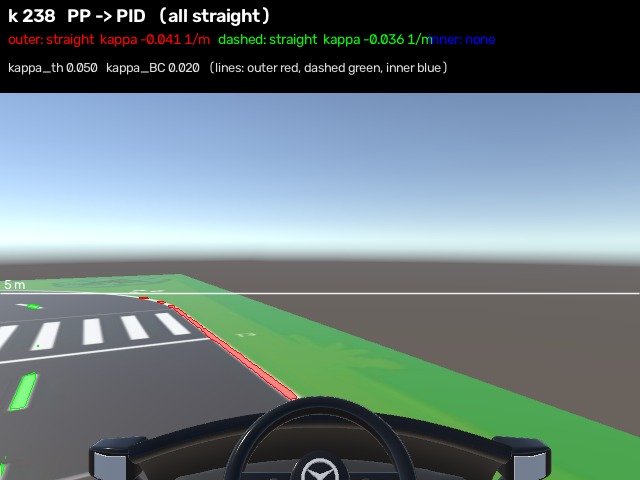 k 238 PP -> PID (all straight)
outer: straight kappa -0.041 1/m dashed: straight kappa -0.036 1/m inner: none
kappa_th 0.050 kappa_BC 0.020 (lines: outer red, dashed green, inner blue)
5 m